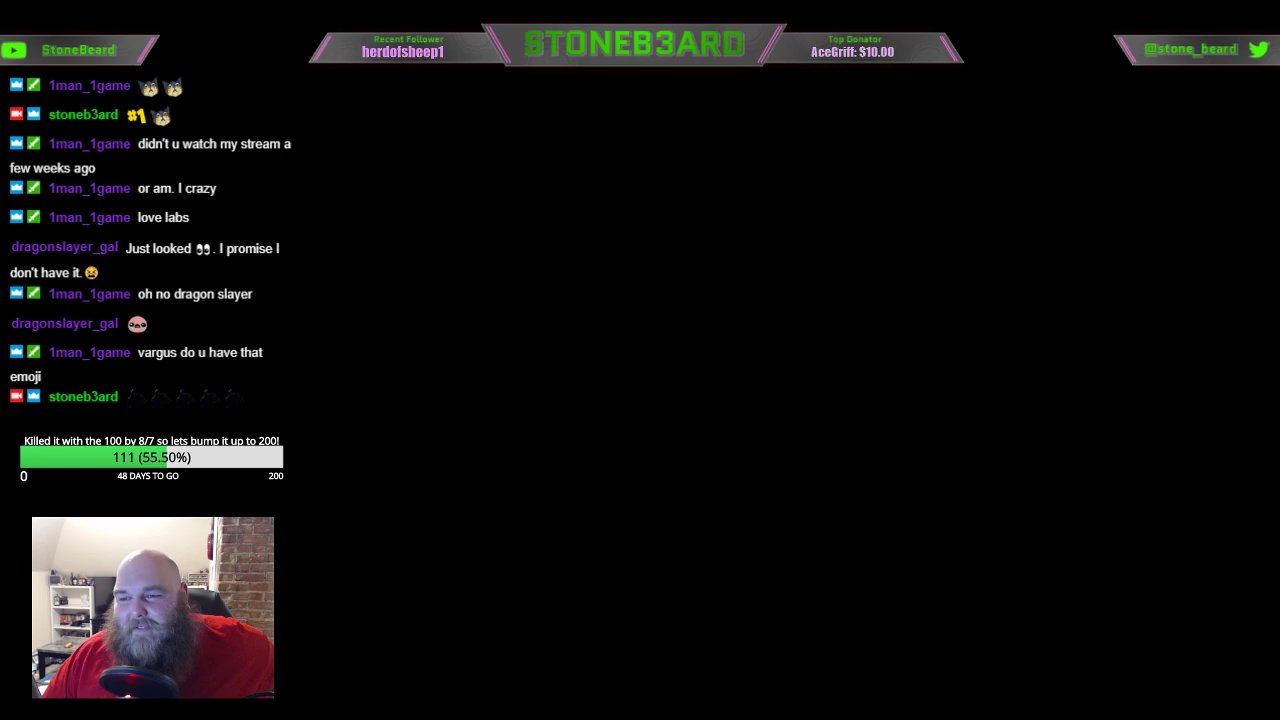 StoneBeard
Recent Follower
herdofsheep1
STONEB3ARD
Top Donator
AceGriff: $10.00
@stone_beard
1man_1game
stoneb3ard #1
1man_1game didn't u watch my stream a
few weeks ago
1man_1game or am. I crazy
1man_1game love labs
dragonslayer_gal Just looked 👀. I promise I
don't have it.😖
1man_1game oh no dragon slayer
dragonslayer_gal
1man_1game vargus do u have that
emoji
stoneb3ard
Killed it with the 100 by 8/7 so lets bump it up to 200!
111 (55.50%)
0 48 DAYS TO GO 200